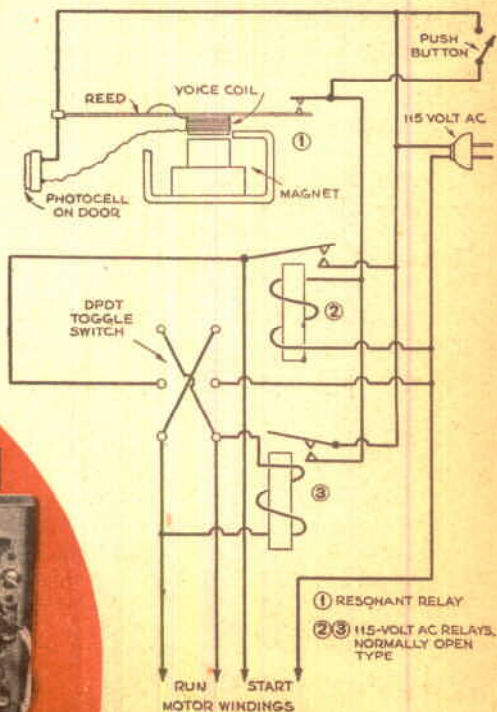 PUSH
BUTTON
REED
VOICE COIL
115 VOLT AC
①
PHOTOCELL
ON DOOR
MAGNET
DPDT
TOGGLE
SWITCH
②
③
① RESONANT RELAY
②③ 115-VOLT AC RELAYS,
NORMALLY OPEN
TYPE
RUN START
MOTOR WINDINGS